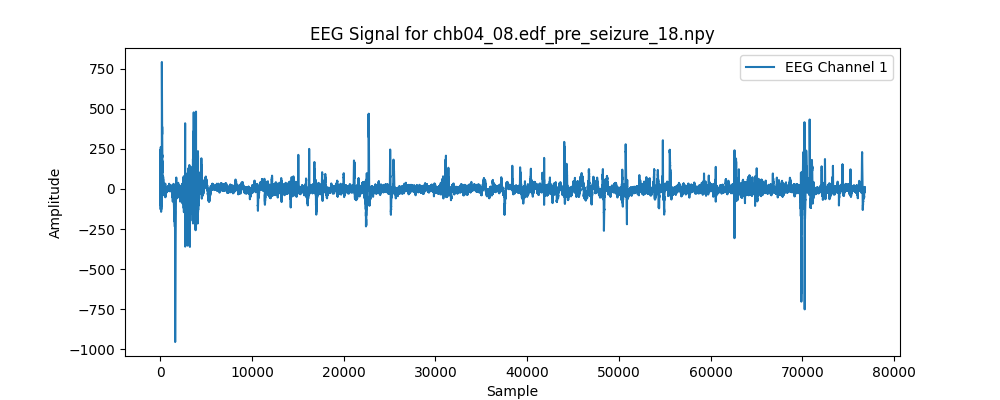 EEG Signal for chb04_08.edf_pre_seizure_18.npy
EEG Channel 1
Amplitude
750
500
250
0
−250
−500
−750
−1000
0 10000 20000 30000 40000 50000 60000 70000 80000
Sample